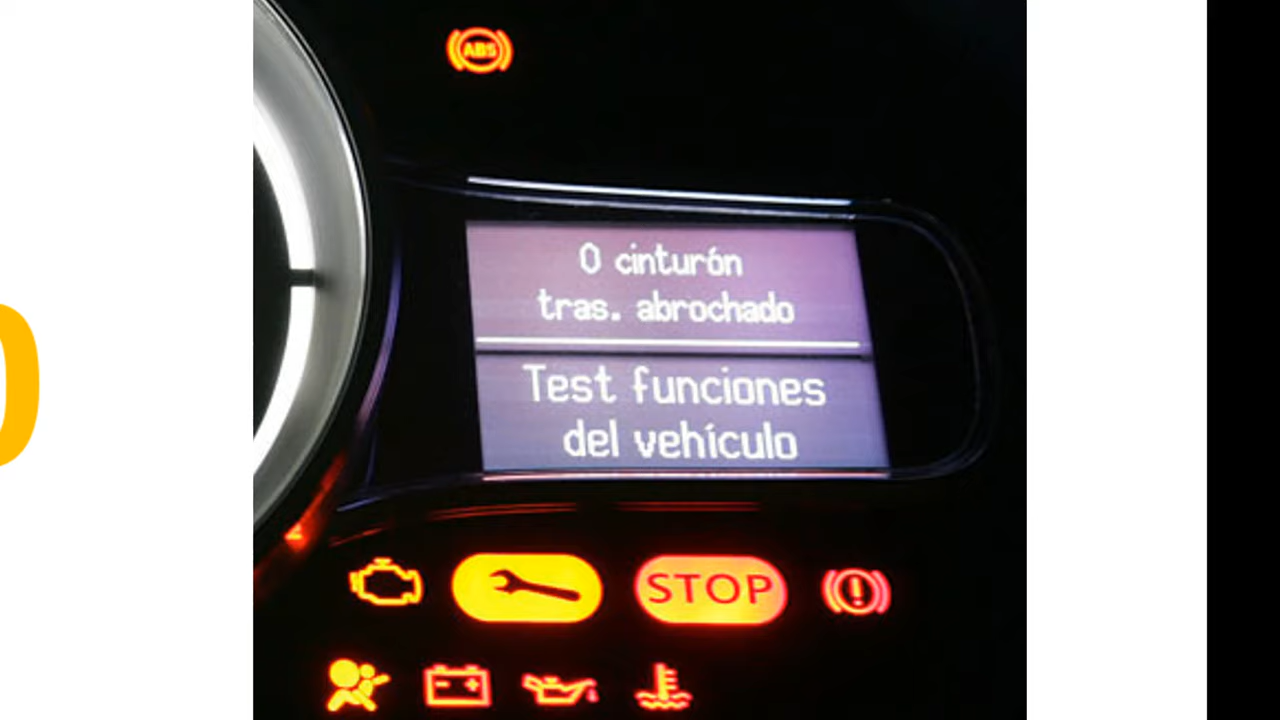 ABS
0 cinturón
tras. abrochado
Test funciones
del vehículo
STOP